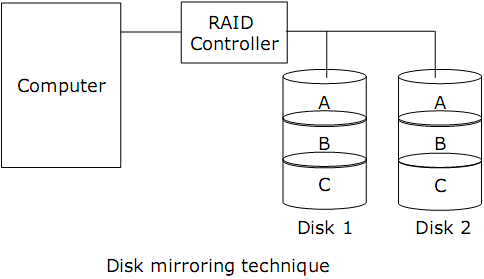 RAID
Controller
Computer
A
A
B
B
C
C
Disk 1
Disk 2
Disk mirroring technique